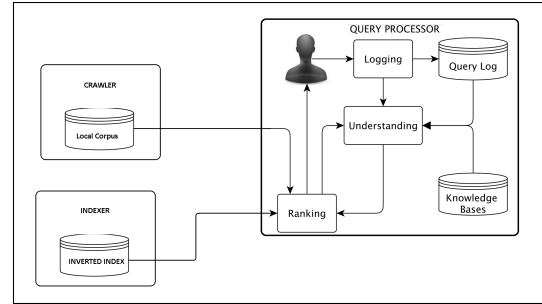 QUERY PROCESSOR
Logging
Query Log
CRAWLER
Local Corpus
Understanding
Knowledge
Bases
INDEXER
Ranking
INVERTED INDEX